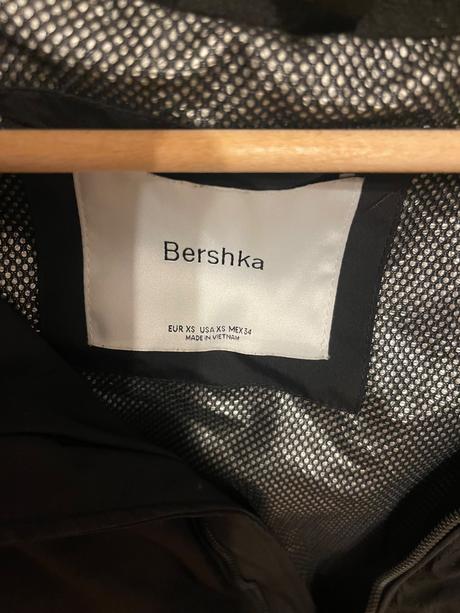 Bershka
EUR XS USA XS MEX 34
MADE IN VIETNAM